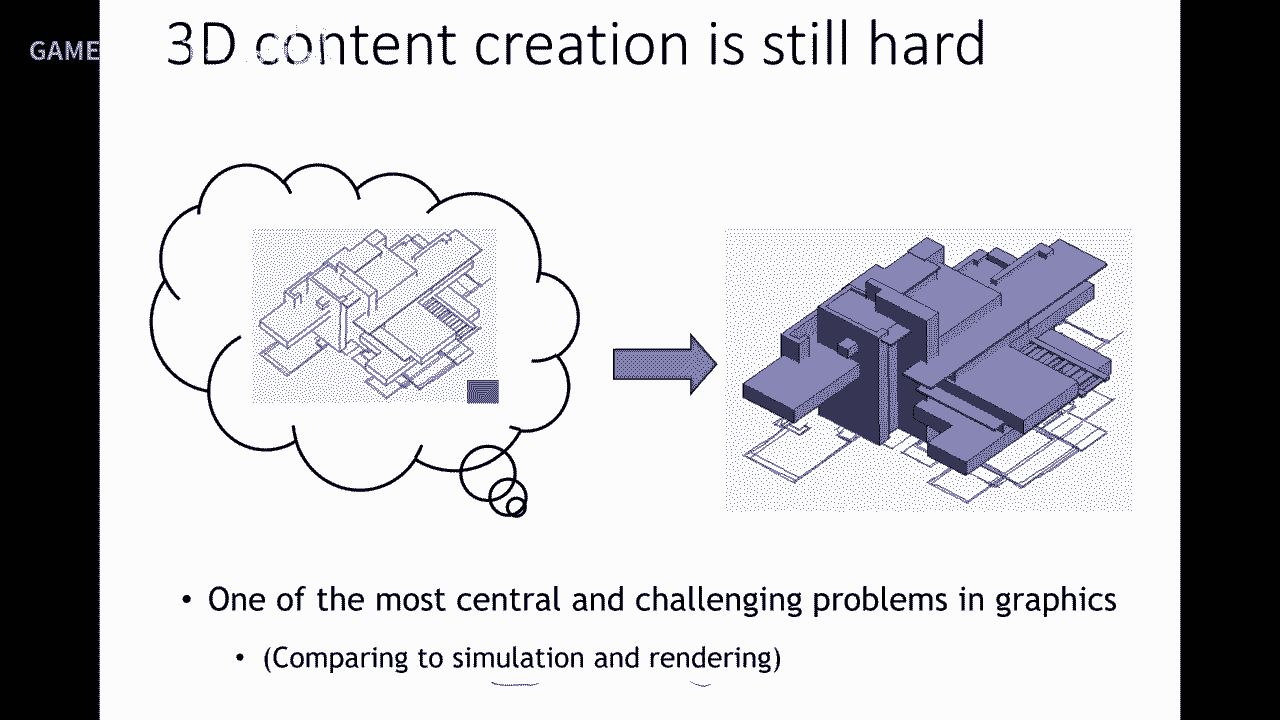 GAME
3D content creation is still hard
• One of the most central and challenging problems in graphics
• (Comparing to simulation and rendering)